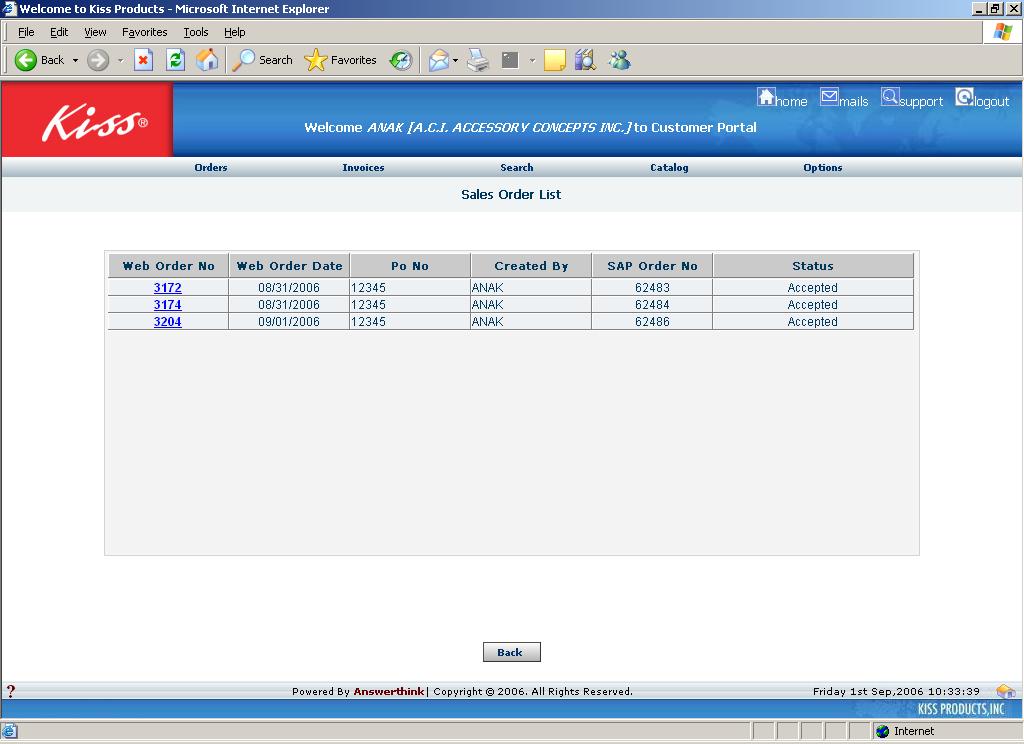 Welcome to Kiss Products - Microsoft Internet Explorer
File Edit View Favorites Tools Help
Back Search Favorites
Kiss®
home mails support logout
Welcome ANAK [A.C.I. ACCESSORY CONCEPTS INC.] to Customer Portal
Orders Invoices Search Catalog Options
Sales Order List
Web Order No Web Order Date Po No Created By SAP Order No Status
3172 08/31/2006 12345 ANAK 62483 Accepted
3174 08/31/2006 12345 ANAK 62484 Accepted
3204 09/01/2006 12345 ANAK 62486 Accepted
Back
? Powered By Answerthink| Copyright © 2006. All Rights Reserved. Friday 1st Sep,2006 10:33:39
KISS PRODUCTS,INC
Internet